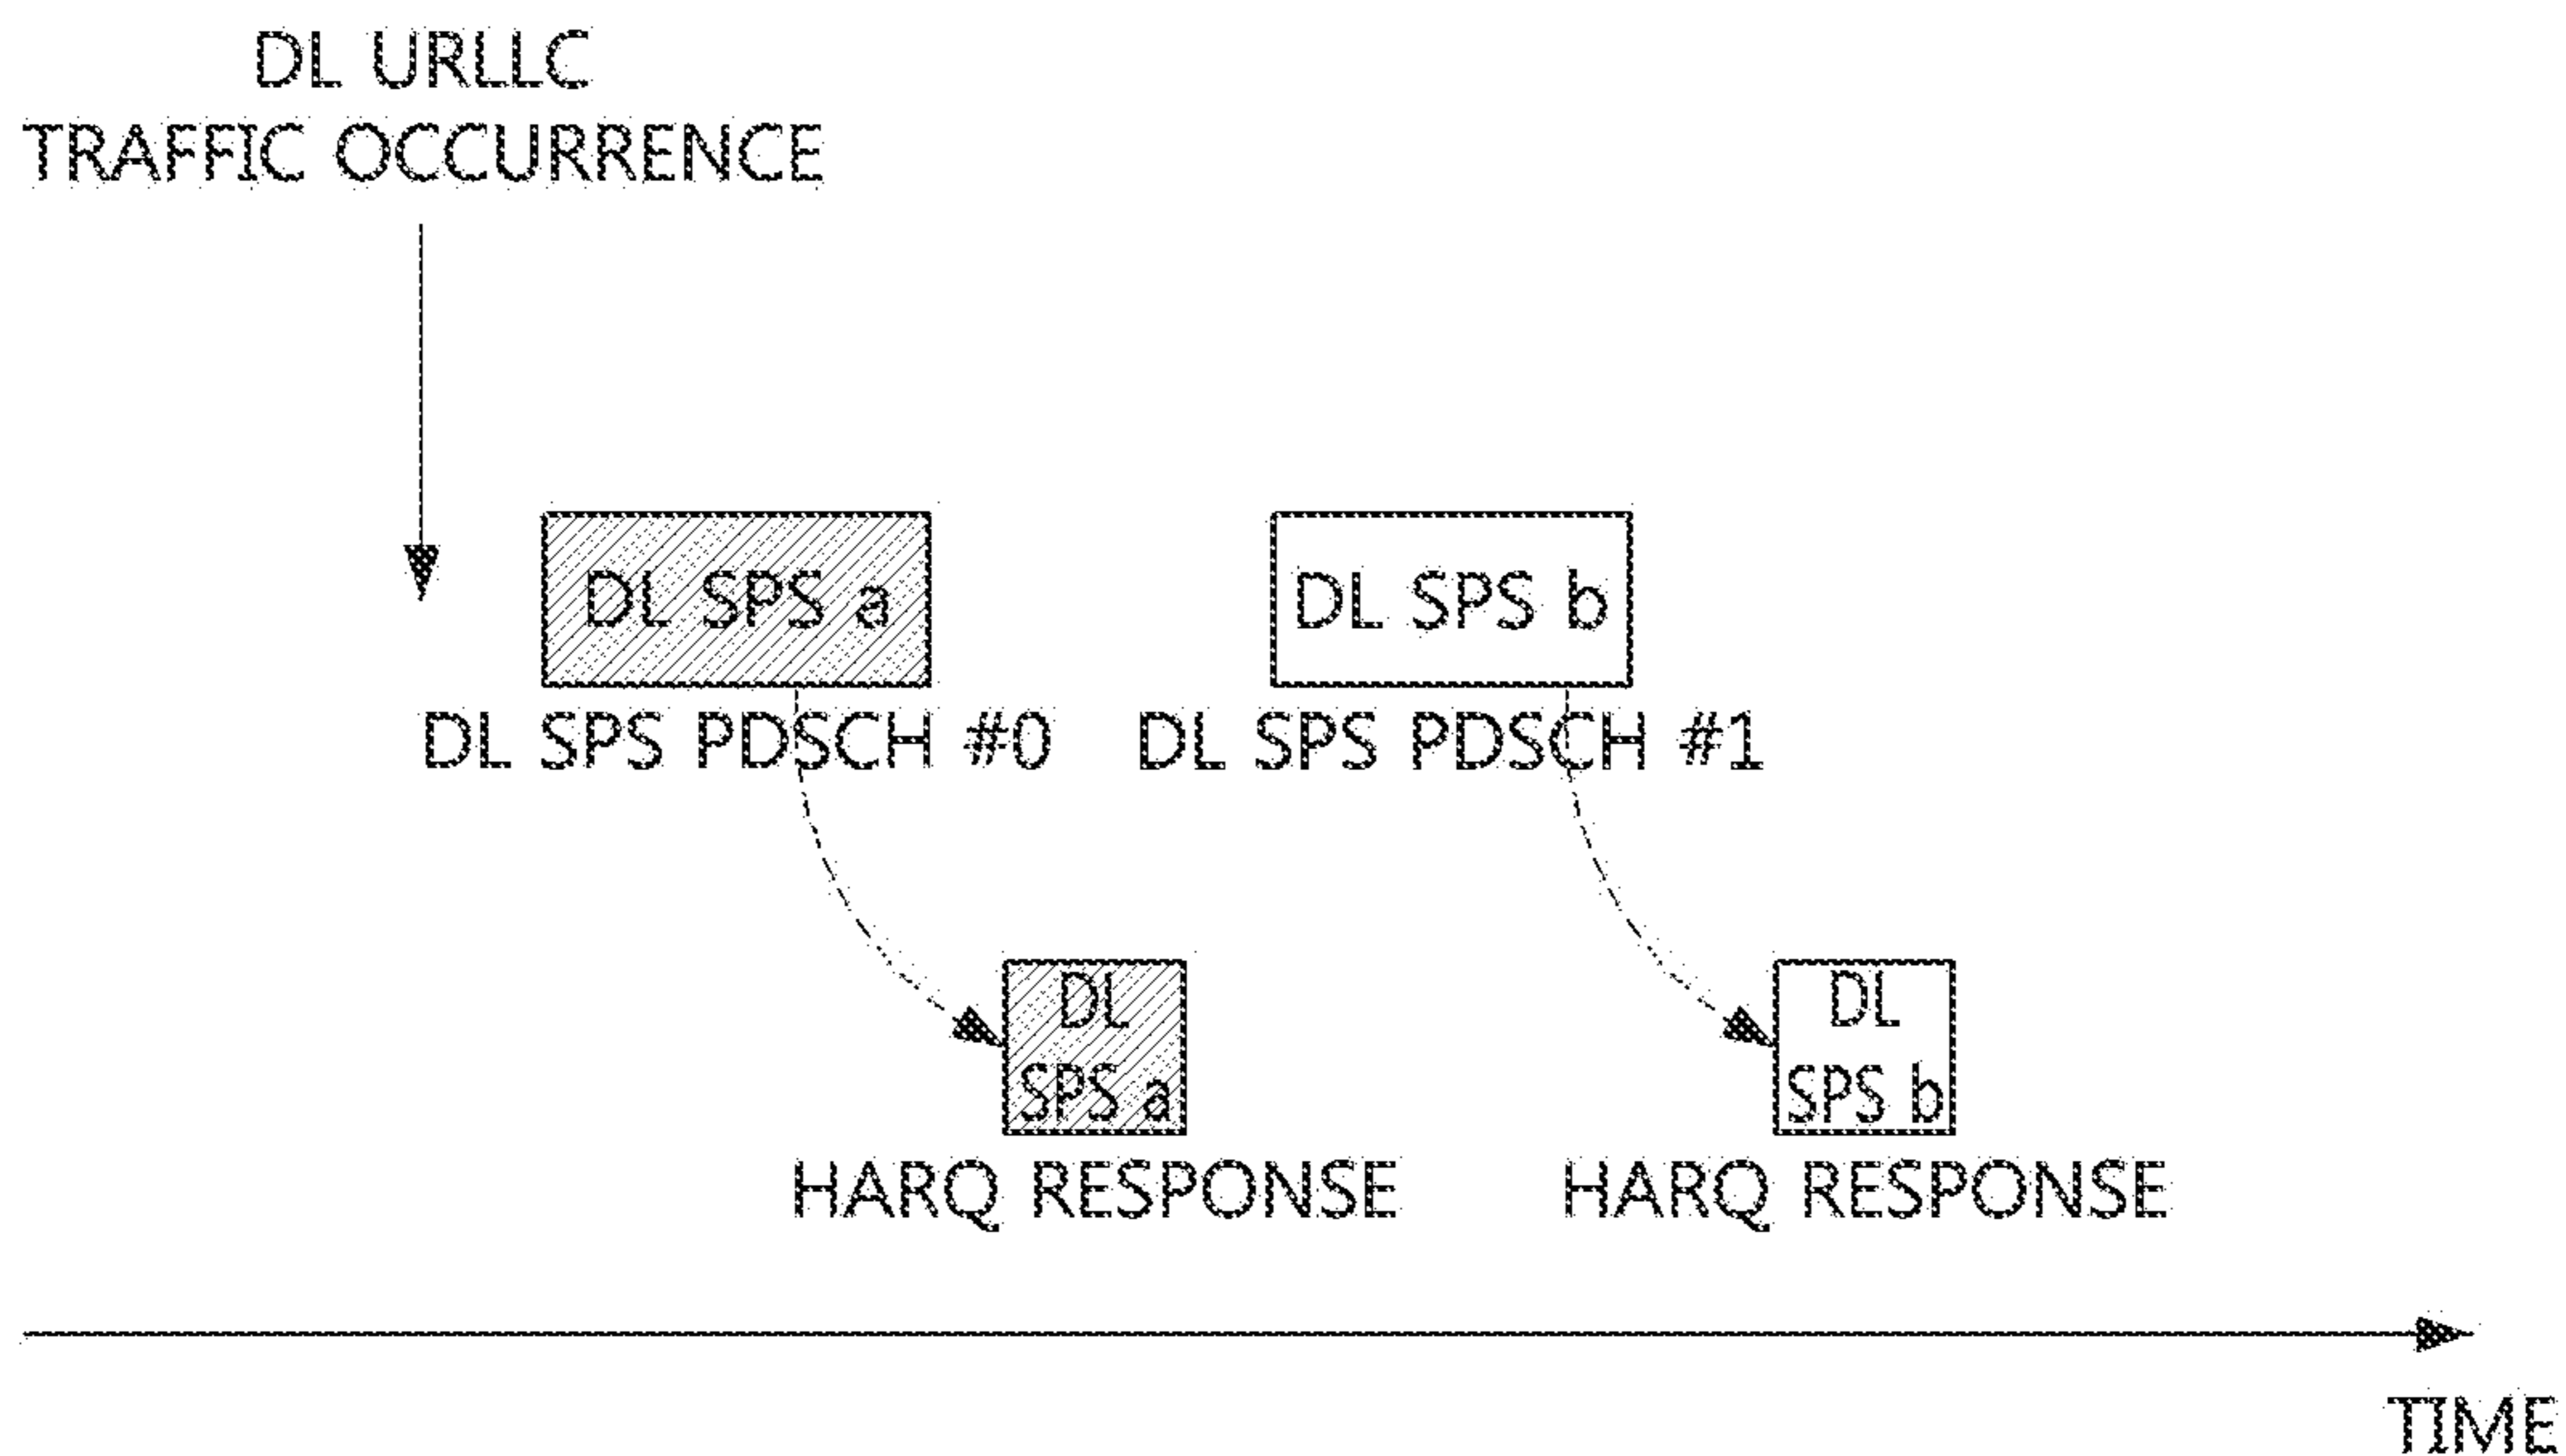 DL URLLC
TRAFFIC OCCURRENCE
DL SPS a
DL SPS b
DL SPS PDSCH #0
DL SPS PDSCH #1
DL
SPS a
DL
SPS b
HARQ RESPONSE
HARQ RESPONSE
TIME